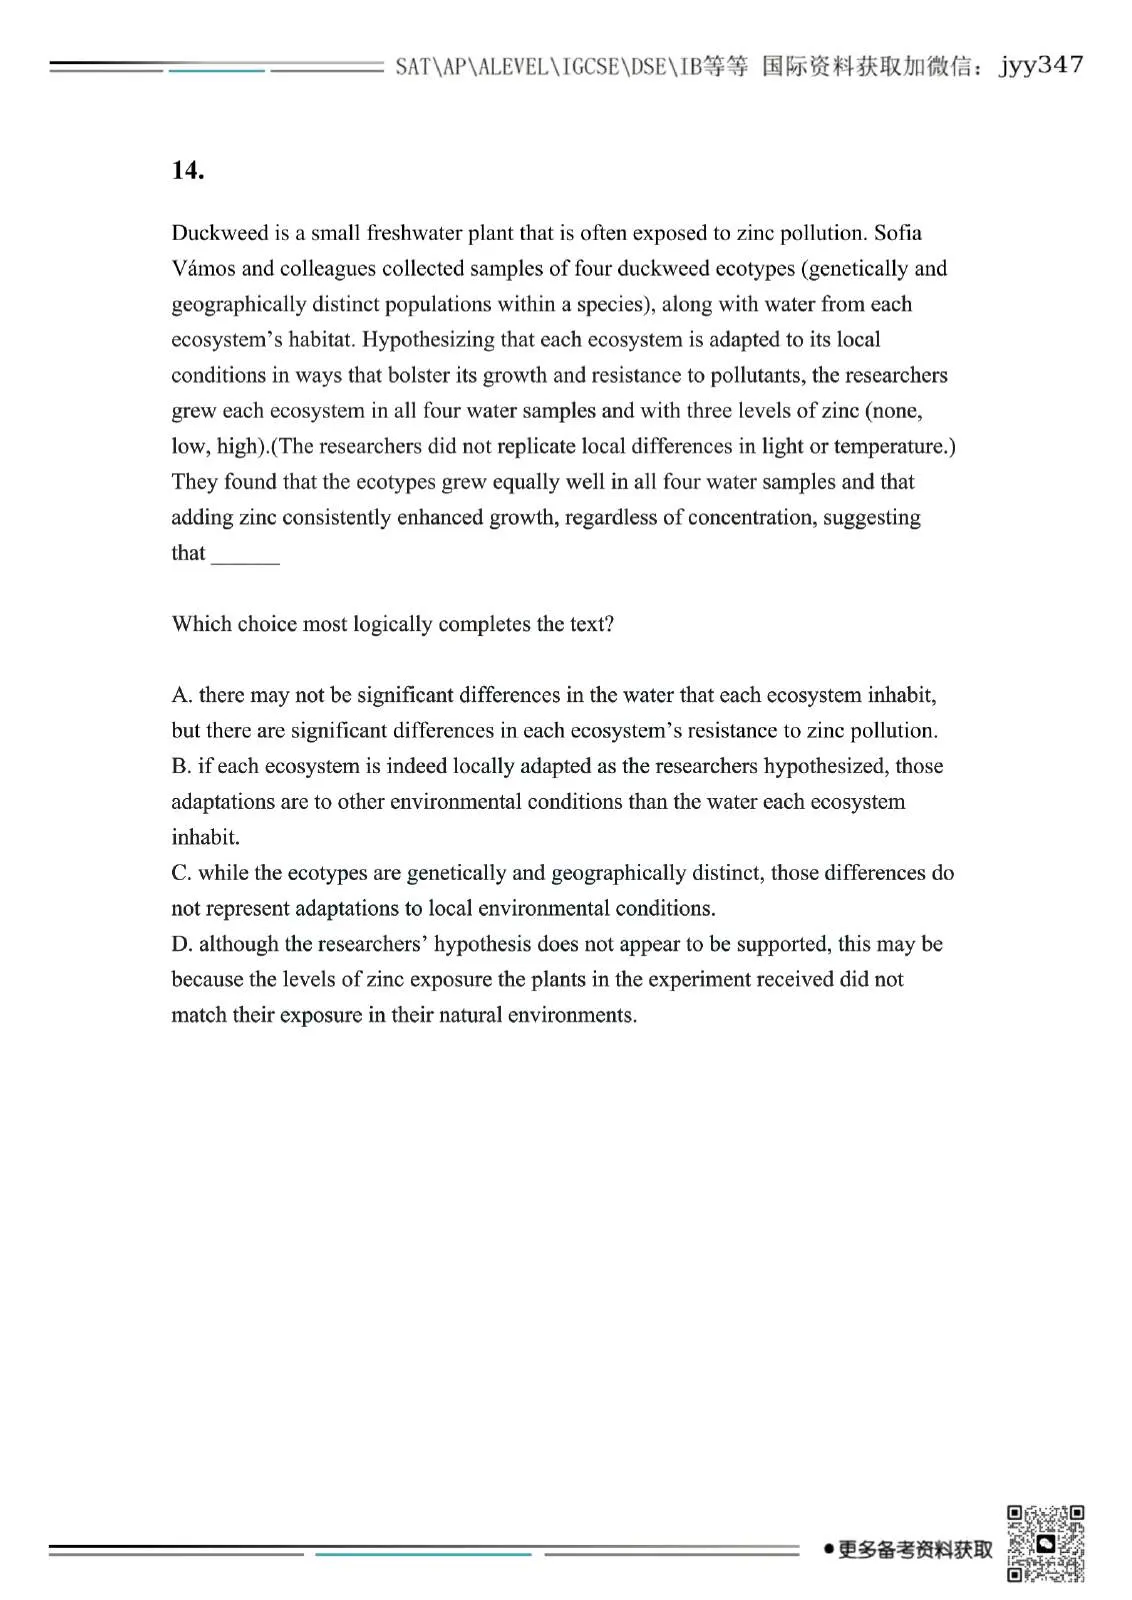 SAT\AP\ALEVEL\IGCSE\DSE\IB等等 国际资料获取加微信： jyy347
14.
Duckweed is a small freshwater plant that is often exposed to zinc pollution. Sofia
Vámos and colleagues collected samples of four duckweed ecotypes (genetically and
geographically distinct populations within a species), along with water from each
ecosystem’s habitat. Hypothesizing that each ecosystem is adapted to its local
conditions in ways that bolster its growth and resistance to pollutants, the researchers
grew each ecosystem in all four water samples and with three levels of zinc (none,
low, high).(The researchers did not replicate local differences in light or temperature.)
They found that the ecotypes grew equally well in all four water samples and that
adding zinc consistently enhanced growth, regardless of concentration, suggesting
that ______
Which choice most logically completes the text?
A. there may not be significant differences in the water that each ecosystem inhabit,
but there are significant differences in each ecosystem’s resistance to zinc pollution.
B. if each ecosystem is indeed locally adapted as the researchers hypothesized, those
adaptations are to other environmental conditions than the water each ecosystem
inhabit.
C. while the ecotypes are genetically and geographically distinct, those differences do
not represent adaptations to local environmental conditions.
D. although the researchers’ hypothesis does not appear to be supported, this may be
because the levels of zinc exposure the plants in the experiment received did not
match their exposure in their natural environments.
●更多备考资料获取